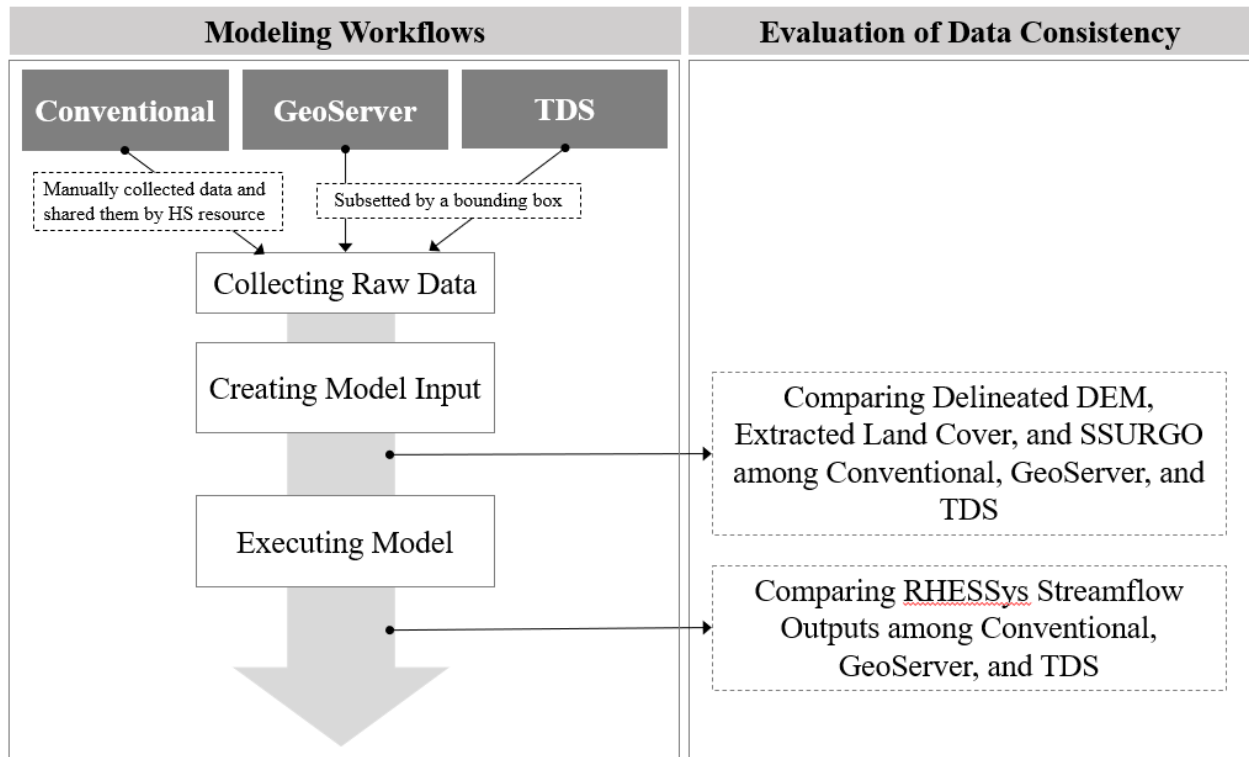 Modeling Workflows
Evaluation of Data Consistency
Conventional
GeoServer
TDS
Manually collected data and
shared them by HS resource
Subsetted by a bounding box
Collecting Raw Data
Creating Model Input
Comparing Delineated DEM,
Extracted Land Cover, and SSURGO
among Conventional, GeoServer, and
TDS
Executing Model
Comparing RHESSys Streamflow
Outputs among Conventional,
GeoServer, and TDS